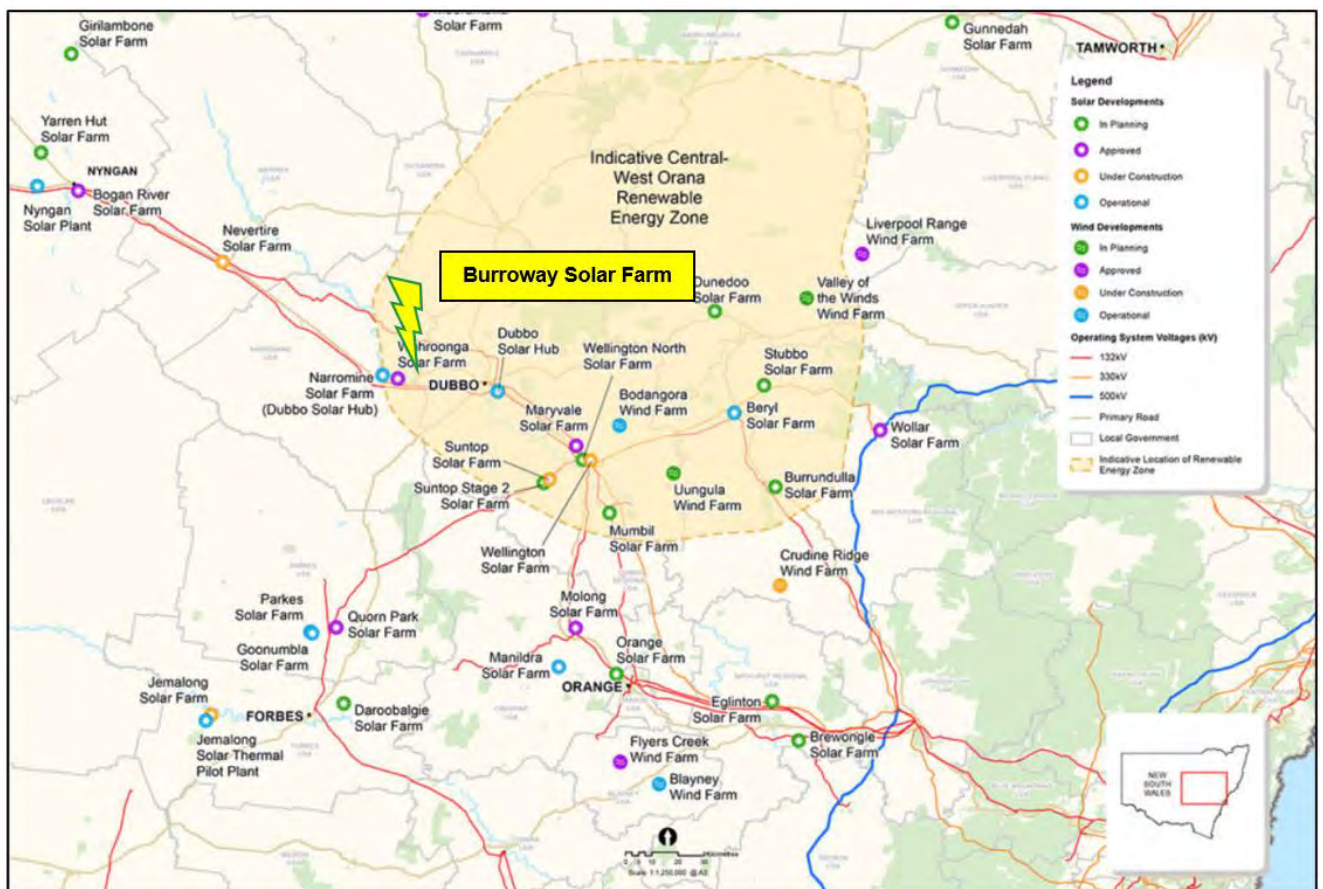 Girilambone
Solar Farm
Solar Farm
Gunnedah
Solar Farm
TAMWORTH
Yarren Hut
Solar Farm
NYNGAN
Bogan River
Solar Farm
Nyngan
Solar Plant
Nevertire
Solar Farm
Indicative Central-
West Orana
Renewable
Energy Zone
Liverpool Range
Wind Farm
Burroway Solar Farm
Dunedoo
Solar Farm
Valley of
the Winds
Wind Farm
Solar Farm
Dubbo
Solar Hub
Wellington North
Solar Farm
Stubbo
Solar Farm
Narromine
Solar Farm
(Dubbo Solar Hub)
DUBBO
Maryvale
Solar Farm
Bodangora
Wind Farm
Beryl
Solar Farm
Wollar
Solar Farm
Suntop
Solar Farm
Suntop Stage 2
Solar Farm
Uungula
Wind Farm
Burrundulla
Solar Farm
Mumbil
Solar Farm
Wellington
Solar Farm
Crudine Ridge
Wind Farm
Parkes
Solar Farm
Quorn Park
Solar Farm
Goonumbla
Solar Farm
Molong
Solar Farm
Manildra
Solar Farm
Orange
Solar Farm
ORANGE
Jemalong
Solar Farm
FORBES
Daroobalgie
Solar Farm
Eglinton
Solar Farm
Brewongle
Solar Farm
Jemalong
Solar Thermal
Pilot Plant
Flyers Creek
Wind Farm
Blayney
Wind Farm
Legend
Solar Developments
In Planning
Approved
Under Construction
Operational
Wind Developments
In Planning
Approved
Under Construction
Operational
Operating System Voltages (kV)
132kV
330kV
500kV
Primary Road
Local Government
Indicative Location of Renewable
Energy Zone
NEW
SOUTH
WALES
Scale 1:1,250,000 @ A3